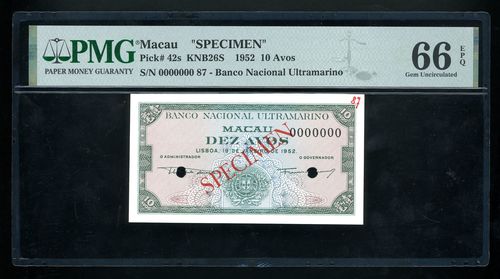 PMG
PAPER MONEY GUARANTY
Macau "SPECIMEN"
Pick# 42s KNB26S 1952 10 Avos
S/N 0000000 87 - Banco Nacional Ultramarino
66 EPQ
Gem Uncirculated
87
BANCO NACIONAL ULTRAMARINO
MACAU
0000000
DEZ AVOS
LISBOA, 19 DE JANEIRO DE 1952.
O ADMINISTRADOR
O GOVERNADOR
SPECIMEN
10
10